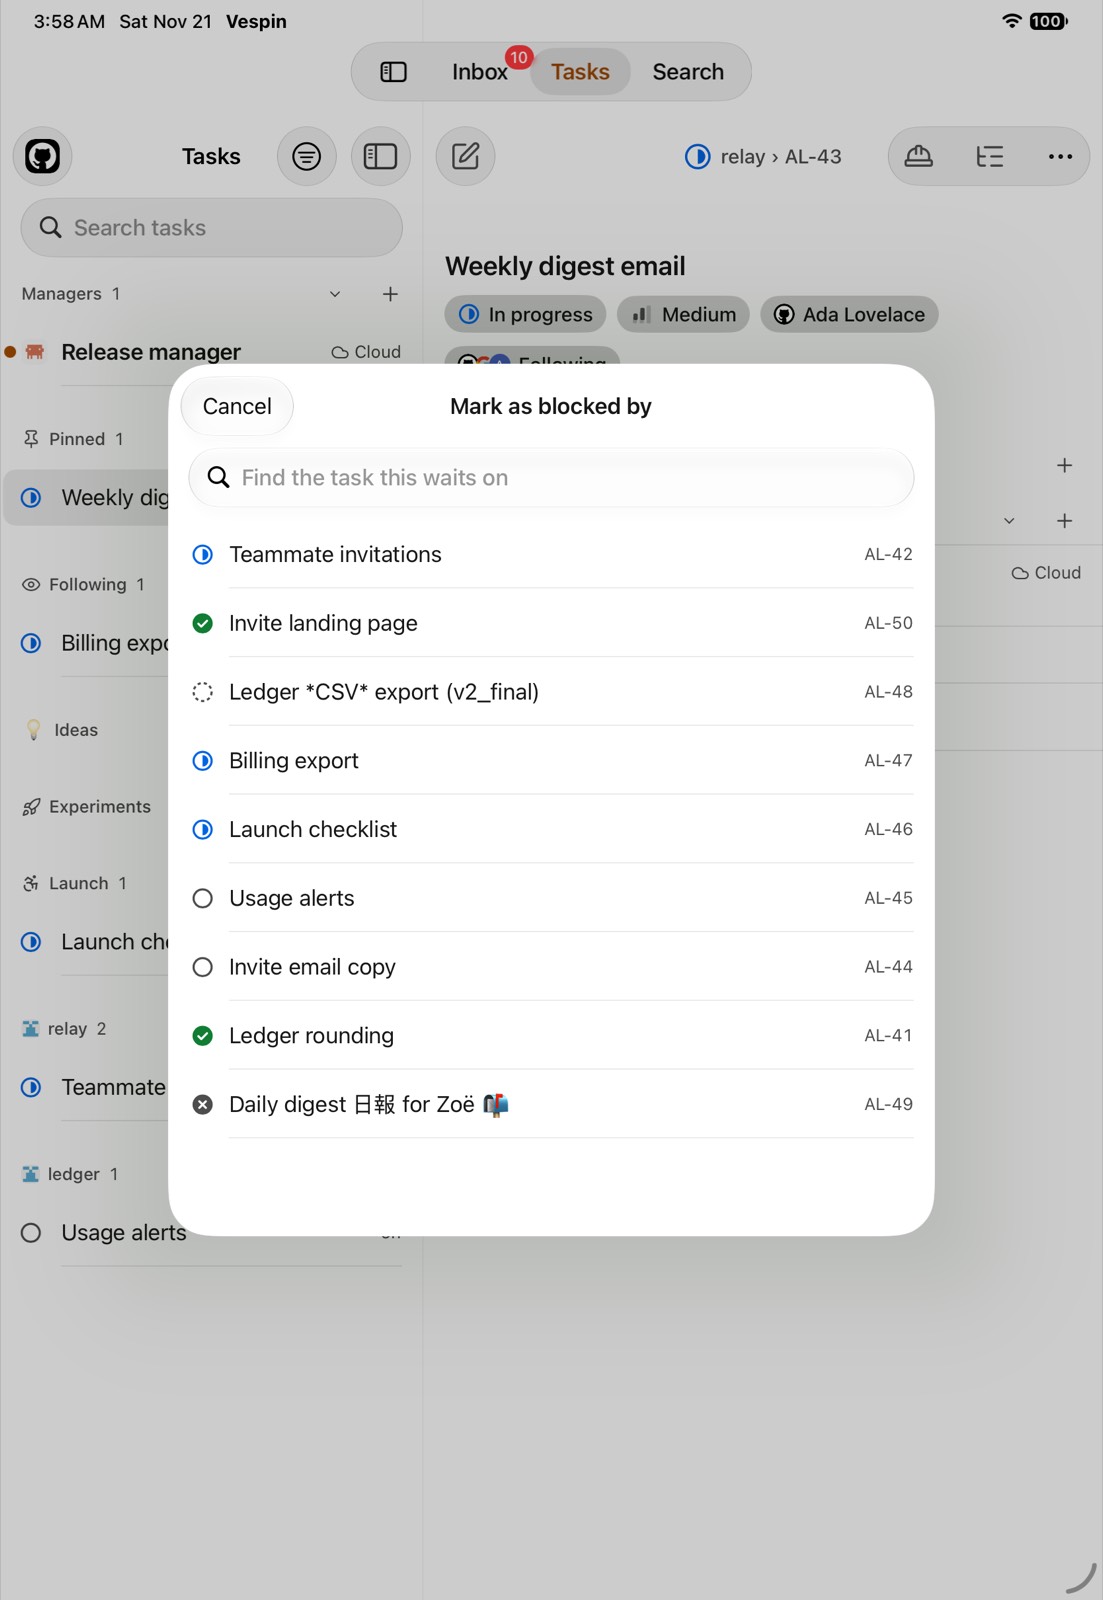 3:58 AM Sat Nov 21 Vespin
100
Inbox 10 Tasks Search
Tasks
relay › AL-43
Search tasks
Weekly digest email
Managers 1
In progress Medium Ada Lovelace
Release manager Cloud
Following
Cancel Mark as blocked by
Find the task this waits on
Pinned 1
Weekly dig
Following 1
Billing expo
Ideas
Experiments
Launch 1
Launch che
relay 2
Teammate
ledger 1
Usage alerts
Teammate invitations AL-42
Invite landing page AL-50
Ledger *CSV* export (v2_final) AL-48
Billing export AL-47
Launch checklist AL-46
Usage alerts AL-45
Invite email copy AL-44
Ledger rounding AL-41
Daily digest 日報 for Zoë 📬 AL-49
Cloud